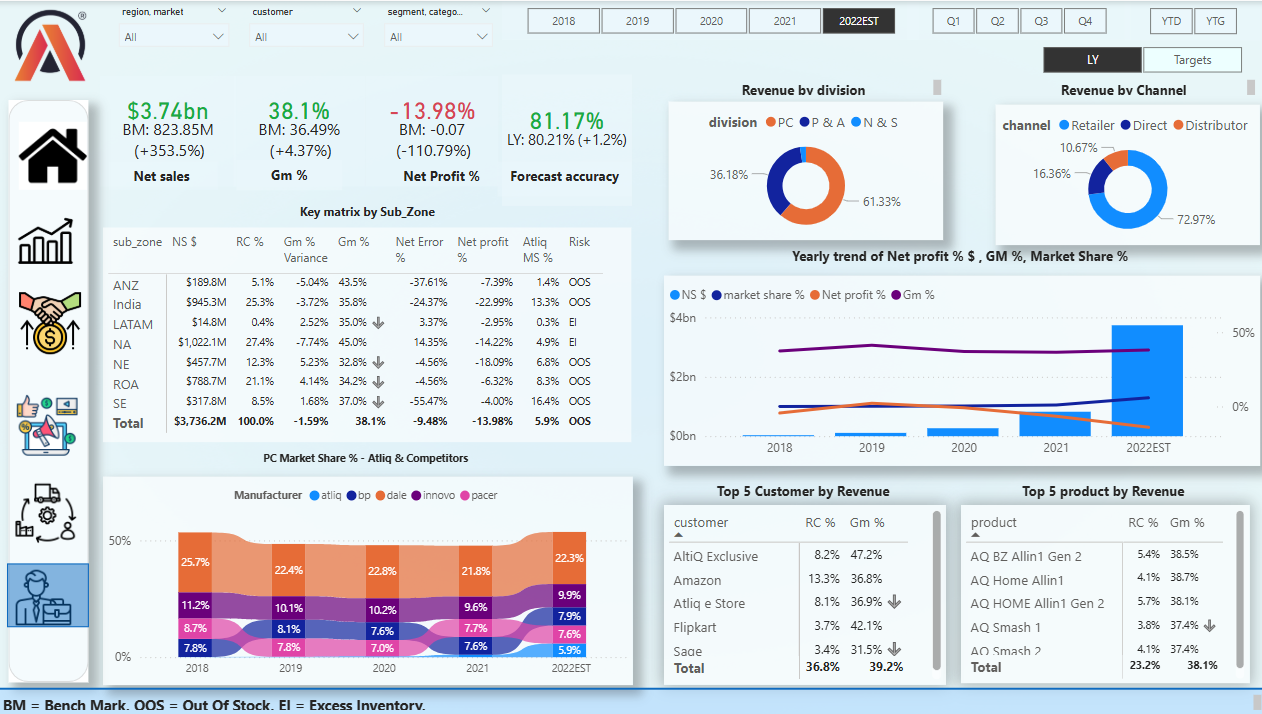 region, market
customer
segment, catego...
All
All
All
2018
2019
2020
2021
2022EST
Q1
Q2
Q3
Q4
YTD
YTG
LY
Targets
$3.74bn
BM: 823.85M
(+353.5%)
Net sales
38.1%
BM: 36.49%
(+4.37%)
Gm %
-13.98%
BM: -0.07
(-110.79%)
Net Profit %
81.17%
LY: 80.21% (+1.2%)
Forecast accuracy
Revenue by division
division PC P & A N & S
36.18%
61.33%
Revenue by Channel
channel Retailer Direct Distributor
10.67%
16.36%
72.97%
Key matrix by Sub_Zone
sub_zone NS $ RC % Gm % Variance Gm % Net Error % Net profit % Atliq MS % Risk
ANZ $189.8M 5.1% -5.04% 43.5% -37.61% -7.39% 1.4% OOS
India $945.3M 25.3% -3.72% 35.8% -24.37% -22.99% 13.3% OOS
LATAM $14.8M 0.4% 2.52% 35.0% 3.37% -2.95% 0.3% EI
NA $1,022.1M 27.4% -7.74% 45.0% 14.35% -14.22% 4.9% EI
NE $457.7M 12.3% 5.23% 32.8% -4.56% -18.09% 6.8% OOS
ROA $788.7M 21.1% 4.14% 34.2% -4.56% -6.32% 8.3% OOS
SE $317.8M 8.5% 1.68% 37.0% -55.47% -4.00% 16.4% OOS
Total $3,736.2M 100.0% -1.59% 38.1% -9.48% -13.98% 5.9% OOS
Yearly trend of Net profit % $ , GM %, Market Share %
NS $ market share % Net profit % Gm %
$4bn
$2bn
$0bn
50%
0%
2018 2019 2020 2021 2022EST
PC Market Share % - Atliq & Competitors
Manufacturer atliq bp dale innovo pacer
50%
0%
25.7% 22.4% 22.8% 21.8% 22.3%
11.2% 10.1% 10.2% 9.6% 9.9%
8.7% 8.1% 7.6% 7.7% 7.9%
7.8% 7.8% 7.0% 7.6% 7.6%
5.9%
2018 2019 2020 2021 2022EST
Top 5 Customer by Revenue
customer RC % Gm %
AltiQ Exclusive 8.2% 47.2%
Amazon 13.3% 36.8%
Atliq e Store 8.1% 36.9%
Flipkart 3.7% 42.1%
Sage 3.4% 31.5%
Total 36.8% 39.2%
Top 5 product by Revenue
product RC % Gm %
AQ BZ Allin1 Gen 2 5.4% 38.5%
AQ Home Allin1 4.1% 38.7%
AQ HOME Allin1 Gen 2 5.7% 38.1%
AQ Smash 1 3.8% 37.4%
AQ Smash 2 4.1% 37.4%
Total 23.2% 38.1%
BM = Bench Mark, OOS = Out Of Stock, EI = Excess Inventory,